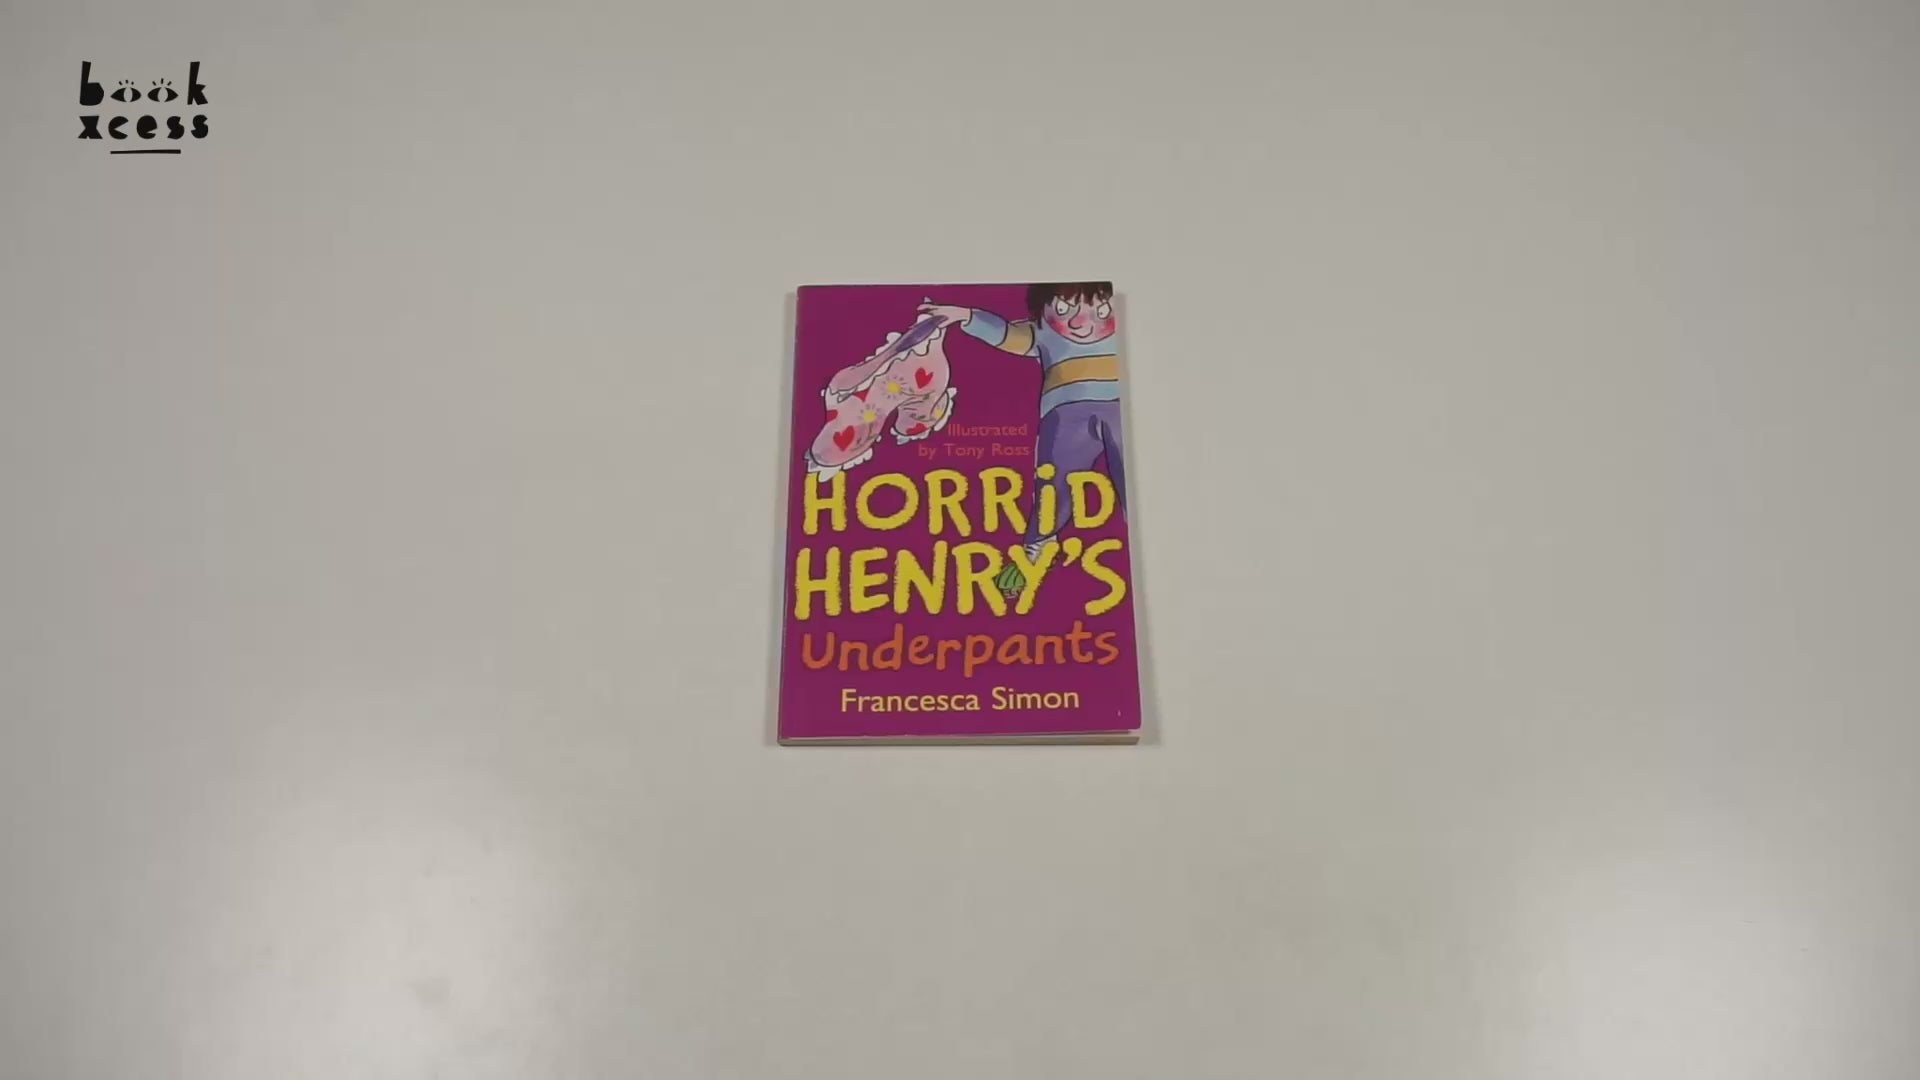 book
xcess
Illustrated
by Tony Ross
HORRiD
HENRY'S
Underpants
Francesca Simon